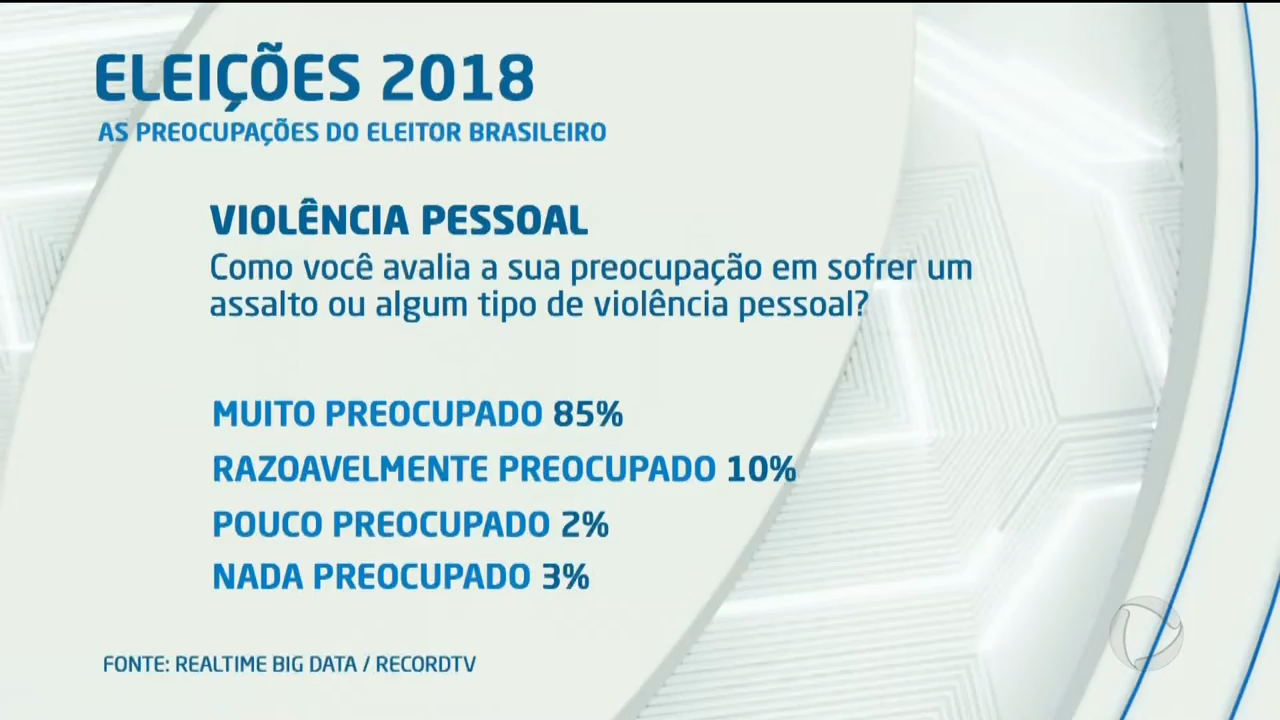 ELEIÇÕES 2018
AS PREOCUPAÇÕES DO ELEITOR BRASILEIRO
VIOLÊNCIA PESSOAL
Como você avalia a sua preocupação em sofrer um
assalto ou algum tipo de violência pessoal?
MUITO PREOCUPADO 85%
RAZOAVELMENTE PREOCUPADO 10%
POUCO PREOCUPADO 2%
NADA PREOCUPADO 3%
FONTE: REALTIME BIG DATA / RECORDTV